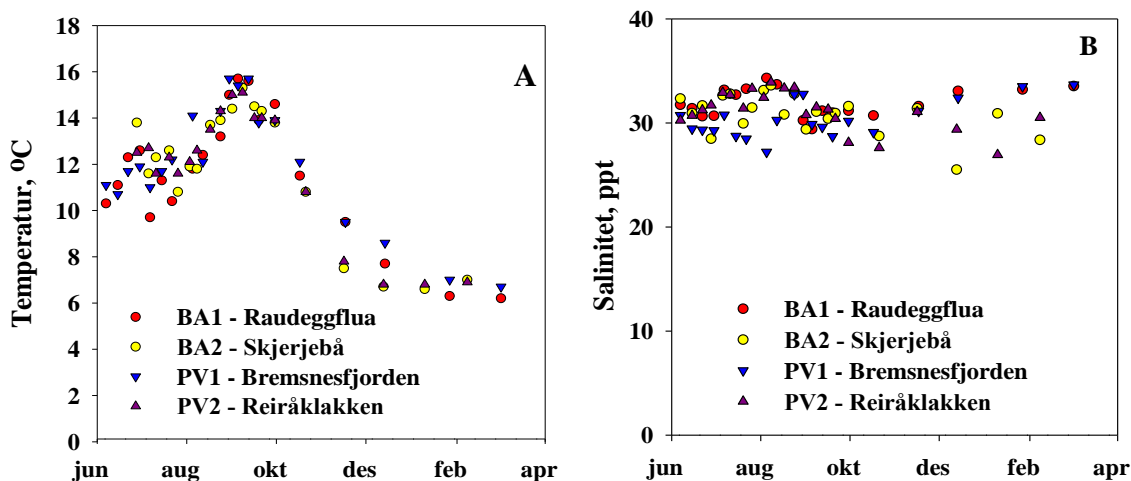 18
16
14
12
10
8
6
4
2
0
Temperatur, ºC
A
BA1 - Raudeggflua
BA2 - Skjerjebå
PV1 - Bremsnesfjorden
PV2 - Reiråklakken
jun aug okt des feb apr
40
30
20
10
0
Salinitet, ppt
B
BA1 - Raudeggflua
BA2 - Skjerjebå
PV1 - Bremsnesfjorden
PV2 - Reiråklakken
jun aug okt des feb apr